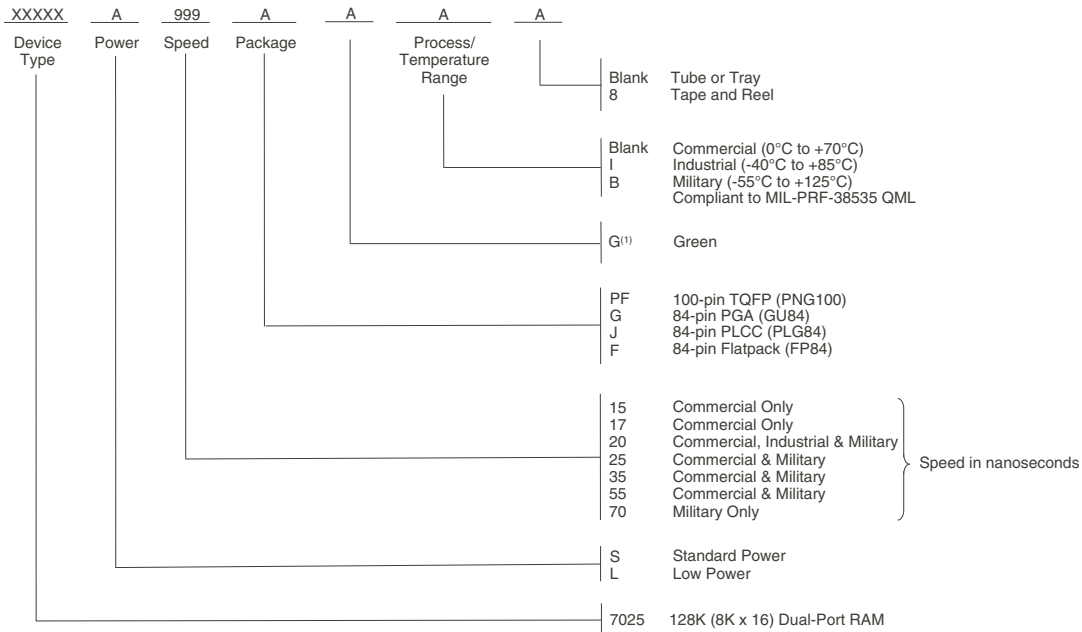 XXXXX A 999 A A A A
Device Type
Power
Speed
Package
Process/
Temperature
Range
Blank Tube or Tray
8 Tape and Reel
Blank Commercial (0°C to +70°C)
I Industrial (-40°C to +85°C)
B Military (-55°C to +125°C)
Compliant to MIL-PRF-38535 QML
G(1) Green
PF 100-pin TQFP (PNG100)
G 84-pin PGA (GU84)
J 84-pin PLCC (PLG84)
F 84-pin Flatpack (FP84)
15 Commercial Only
17 Commercial Only
20 Commercial, Industrial & Military
25 Commercial & Military
35 Commercial & Military
55 Commercial & Military
70 Military Only
Speed in nanoseconds
S Standard Power
L Low Power
7025 128K (8K x 16) Dual-Port RAM